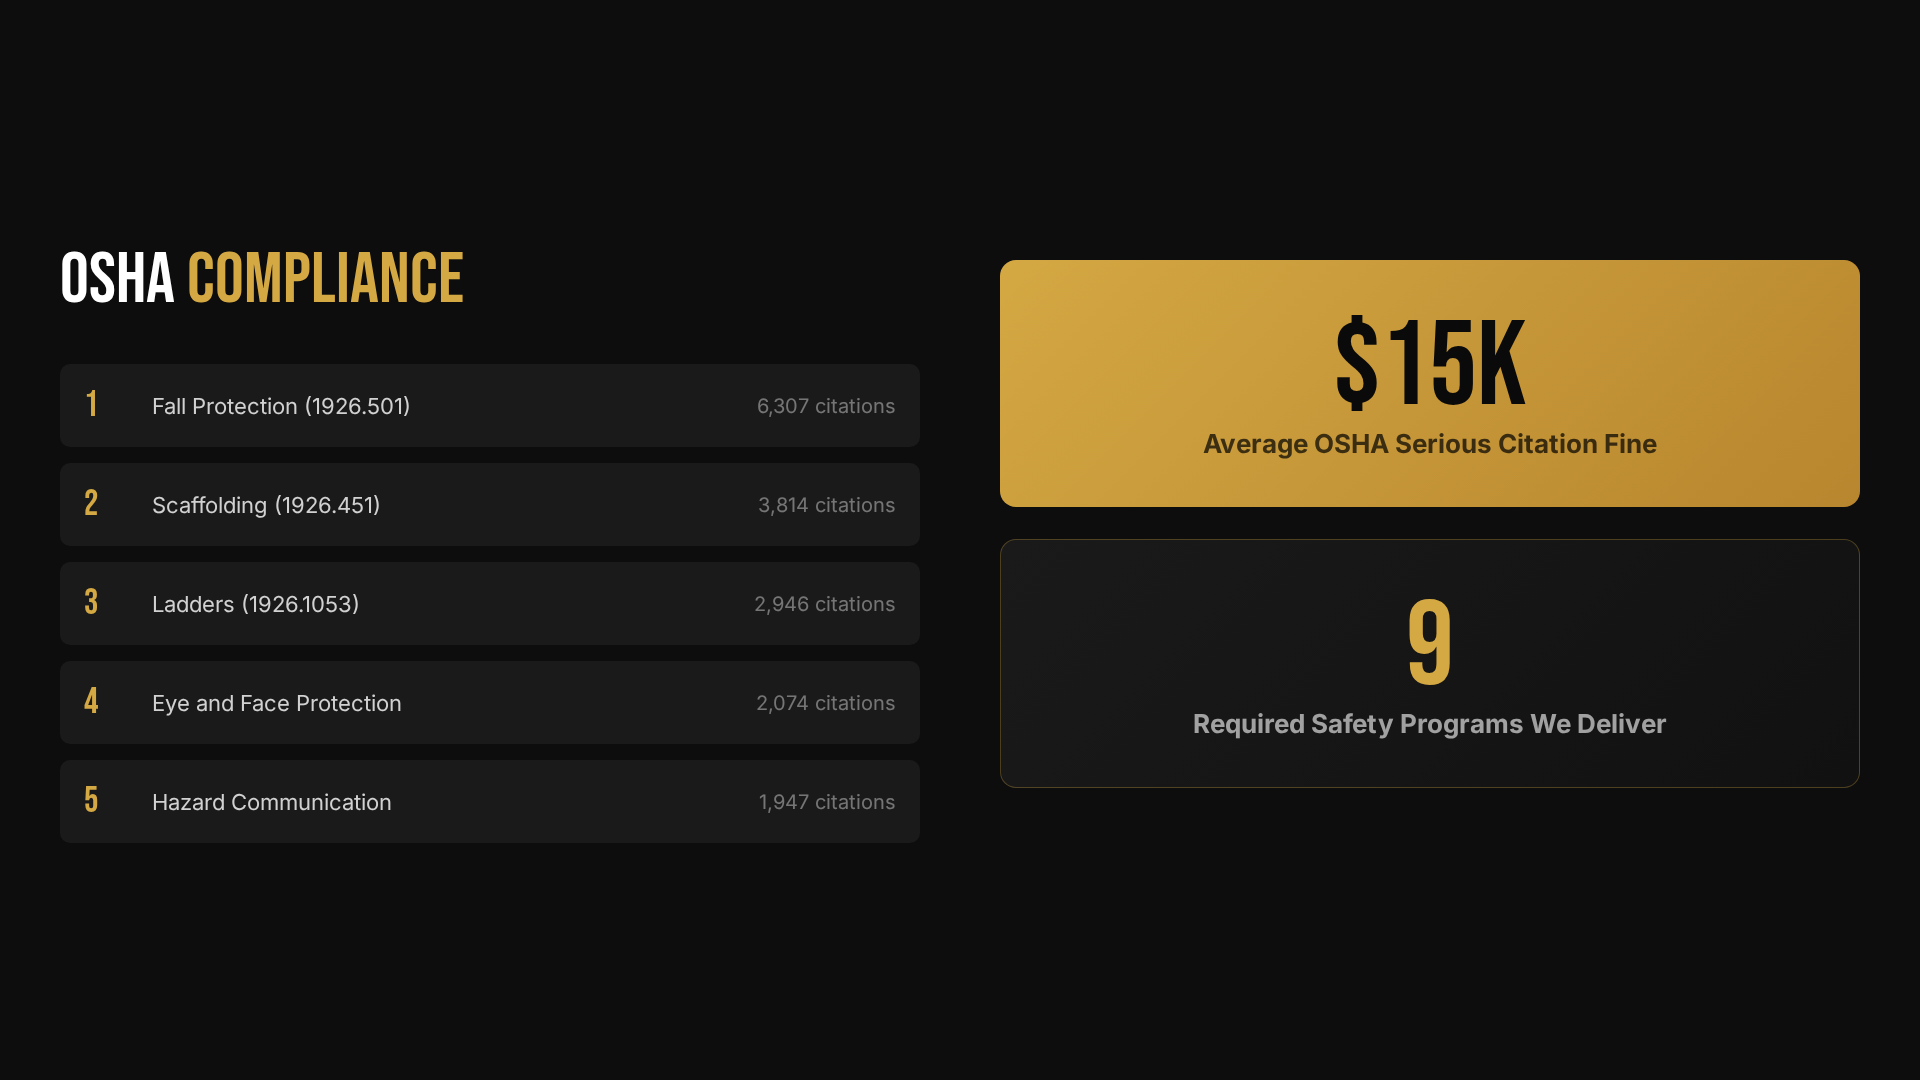 OSHA COMPLIANCE
1 Fall Protection (1926.501) 6,307 citations
2 Scaffolding (1926.451) 3,814 citations
3 Ladders (1926.1053) 2,946 citations
4 Eye and Face Protection 2,074 citations
5 Hazard Communication 1,947 citations
$15K
Average OSHA Serious Citation Fine
9
Required Safety Programs We Deliver